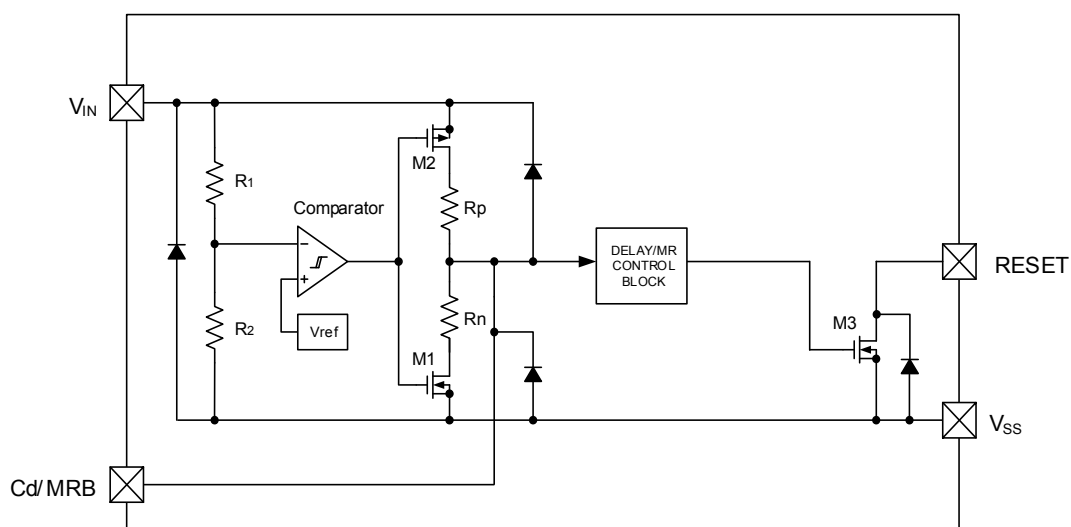 VIN
M2
R1
Comparator
Rp
−
+
DELAY/MR
CONTROL
BLOCK
RESET
R2
Vref
Rn
M3
M1
VSS
Cd/MRB